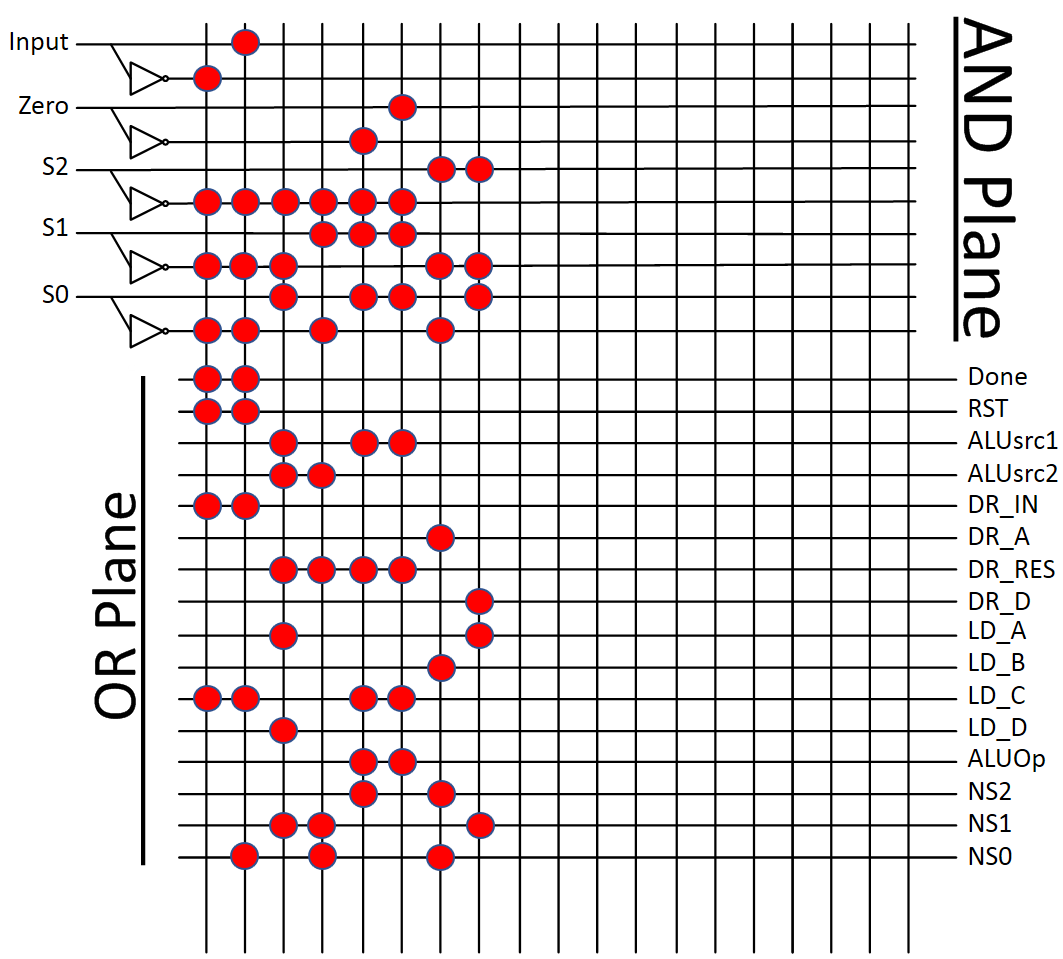 Input
Zero
S2
S1
S0
AND Plane
OR Plane
Done
RST
ALUsrc1
ALUsrc2
DR_IN
DR_A
DR_RES
DR_D
LD_A
LD_B
LD_C
LD_D
ALUOp
NS2
NS1
NS0